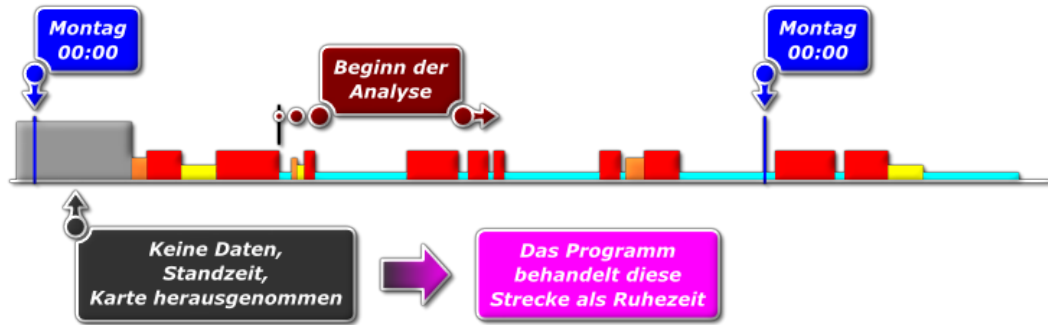 Montag
00:00
Beginn der
Analyse
Montag
00:00
Keine Daten,
Standzeit,
Karte herausgenommen
Das Programm
behandelt diese
Strecke als Ruhezeit